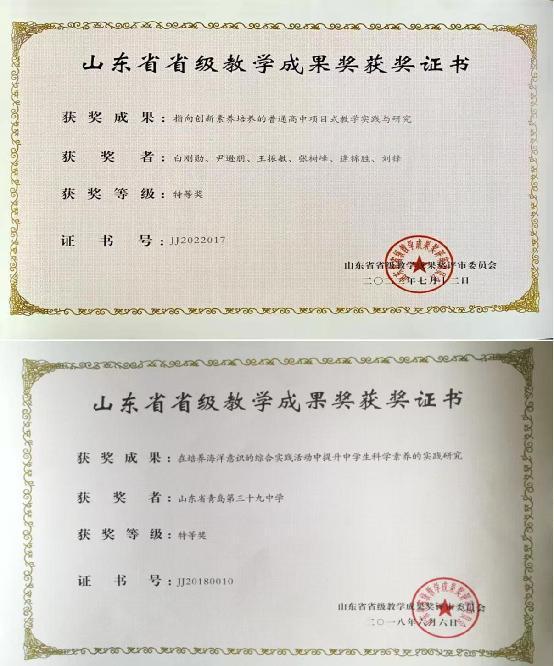 山东省省级教学成果奖获奖证书
获奖成果：指向创新素养培养的普通高中项目式教学实践与研究
获奖者：白刚勋、尹逊朋、王振敏、张树峰、逄锦胜、刘锋
获奖等级：特等奖
证书号：JJ2022017
山东省省级教学成果奖评审委员会
二〇二二年七月十二日
山东省省级教学成果奖获奖证书
获奖成果：在培养海洋意识的综合实践活动中提升中学生科学素养的实践研究
获奖者：山东省青岛第三十九中学
获奖等级：特等奖
证书号：JJ20180010
山东省省级教学成果奖评审委员会
二〇一八年六月六日